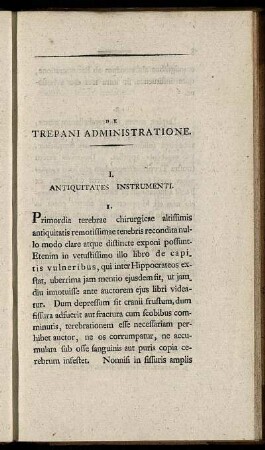 DE
TREPANI ADMINISTRATIONE.
I.
ANTIQUITATES INSTRUMENTI.
1.
Primordia terebrae chirurgicae altissimis
antiquitatis remotissimae tenebris recondita nul-
lo modo clare atque distincte exponi possunt.
Etenim in vetustissimo illo libro de capi-
tis vulneribus, qui inter Hippocrateos ex-
stat, uberrima jam mentio ejusdem fit, ut jam,
diu innotuisse ante auctorem ejus libri videa-
tur. Dum depressum sit cranii frustum, dum
fissura adfuerit aut fractura cum scobibus com-
minuta, terebrationem esse necessariam per-
hibet auctor, ne os corrumpatur, ne accu-
mulata sub osse sanguinis aut puris copia ce-
rebrum infestet. Nonnisi in fissuris amplis